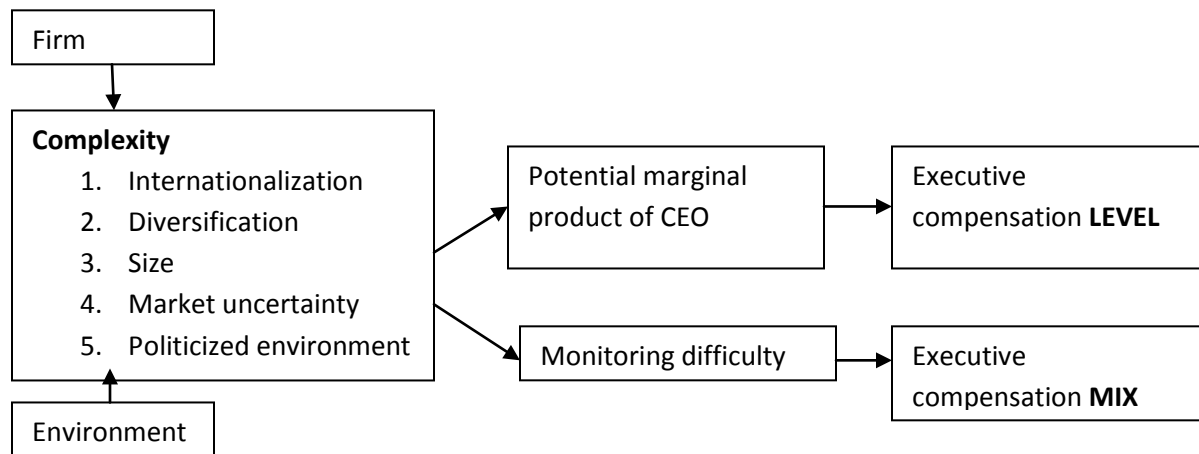 Firm
Complexity
1. Internationalization
2. Diversification
3. Size
4. Market uncertainty
5. Politicized environment
Environment
Potential marginal
product of CEO
Monitoring difficulty
Executive
compensation LEVEL
Executive
compensation MIX